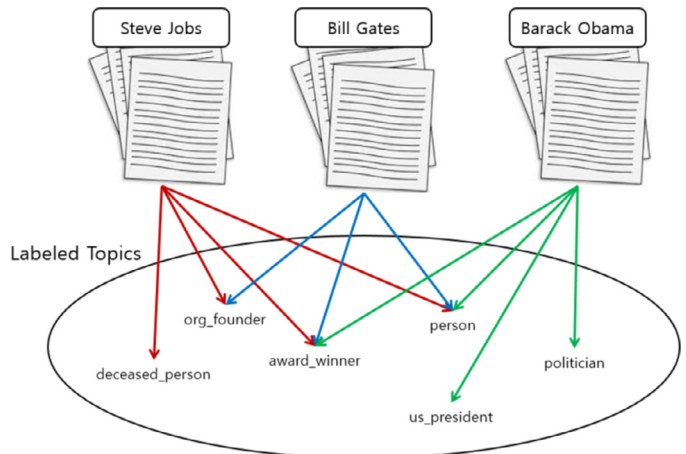 Steve Jobs
Bill Gates
Barack Obama
Labeled Topics
org_founder
person
award_winner
politician
deceased_person
us_president